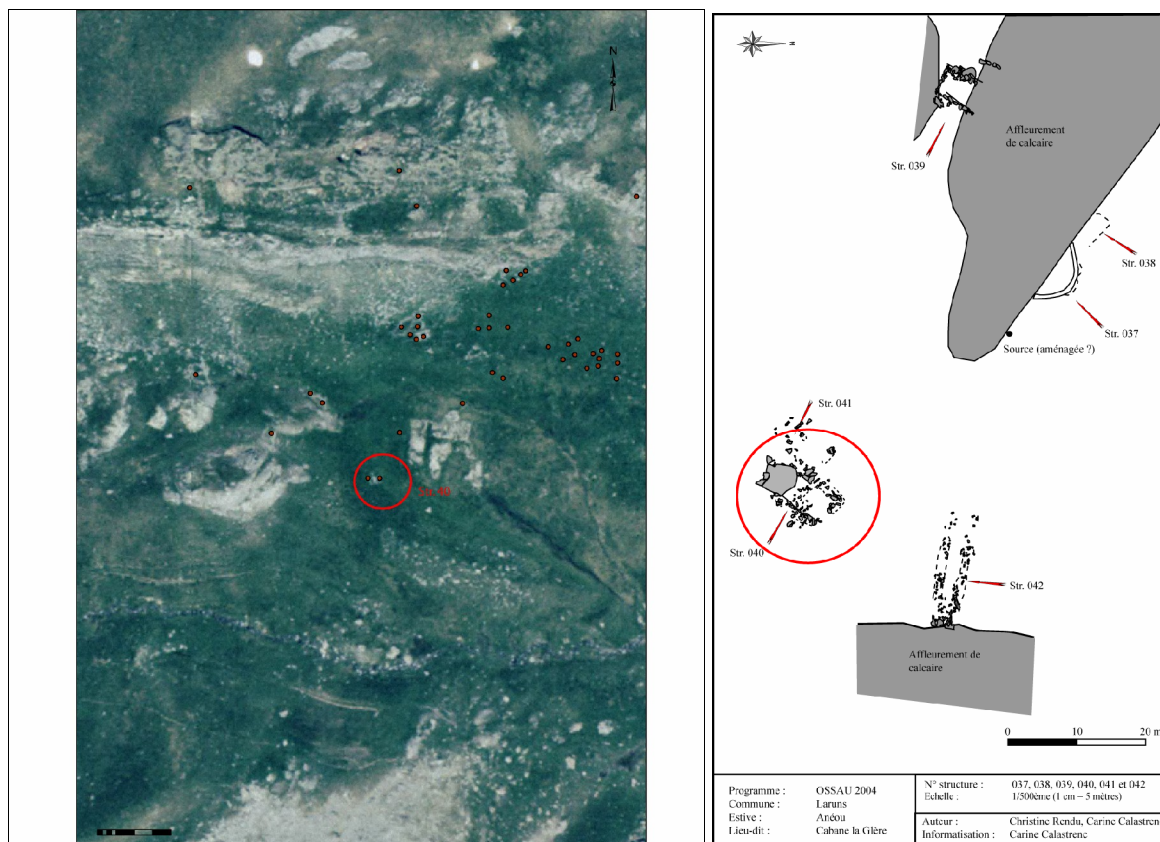 N
Str. 40
N
Affleurement
de calcaire
Str. 039
Str. 038
Str. 037
Source (aménagée ?)
Str. 041
Str. 040
Str. 042
Affleurement de
calcaire
0 10 20 m
Programme : OSSAU 2004
Commune : Laruns
Estive : Anéou
Lieu-dit : Cabane la Glère
N° structure : 037, 038, 039, 040, 041 et 042
Echelle : 1/500ème (1 cm = 5 mètres)
Auteur : Christine Rendu, Carine Calastren
Informatisation : Carine Calastrenc